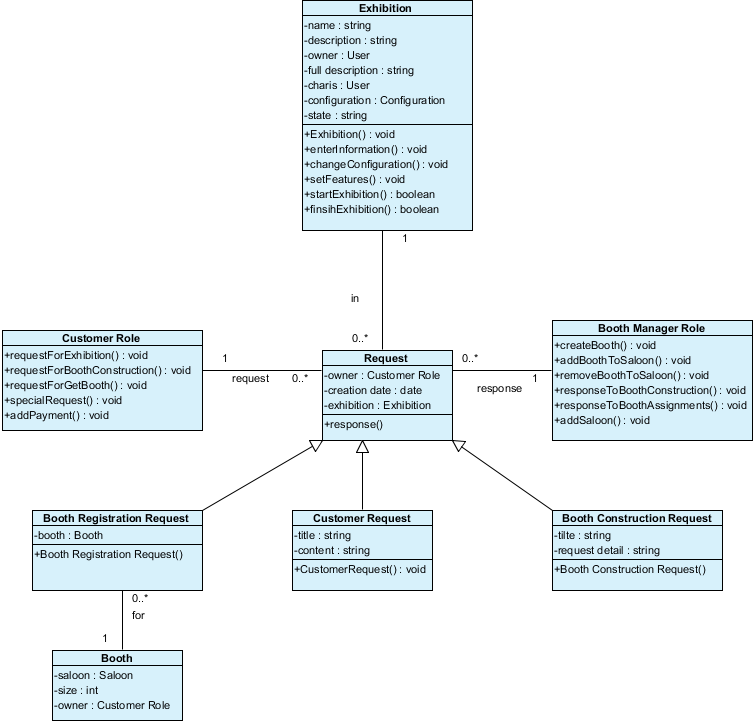 Exhibition
-name : string
-description : string
-owner : User
-full description : string
-charis : User
-configuration : Configuration
-state : string
+Exhibition() : void
+enterInformation() : void
+changeConfiguration() : void
+setFeatures() : void
+startExhibition() : boolean
+finsihExhibition() : boolean
1
in
0..*
Customer Role
+requestForExhibition() : void
+requestForBoothConstruction() : void
+requestForGetBooth() : void
+specialRequest() : void
+addPayment() : void
1
request
0..*
Request
-owner : Customer Role
-creation date : date
-exhibition : Exhibition
+response()
0..*
response
1
Booth Manager Role
+createBooth() : void
+addBoothToSaloon() : void
+removeBoothToSaloon() : void
+responseToBoothConstruction() : void
+responseToBoothAssignments() : void
+addSaloon() : void
Booth Registration Request
-booth : Booth
+Booth Registration Request()
Customer Request
-title : string
-content : string
+CustomerRequest() : void
Booth Construction Request
-tilte : string
-request detail : string
+Booth Construction Request()
0..*
for
1
Booth
-saloon : Saloon
-size : int
-owner : Customer Role